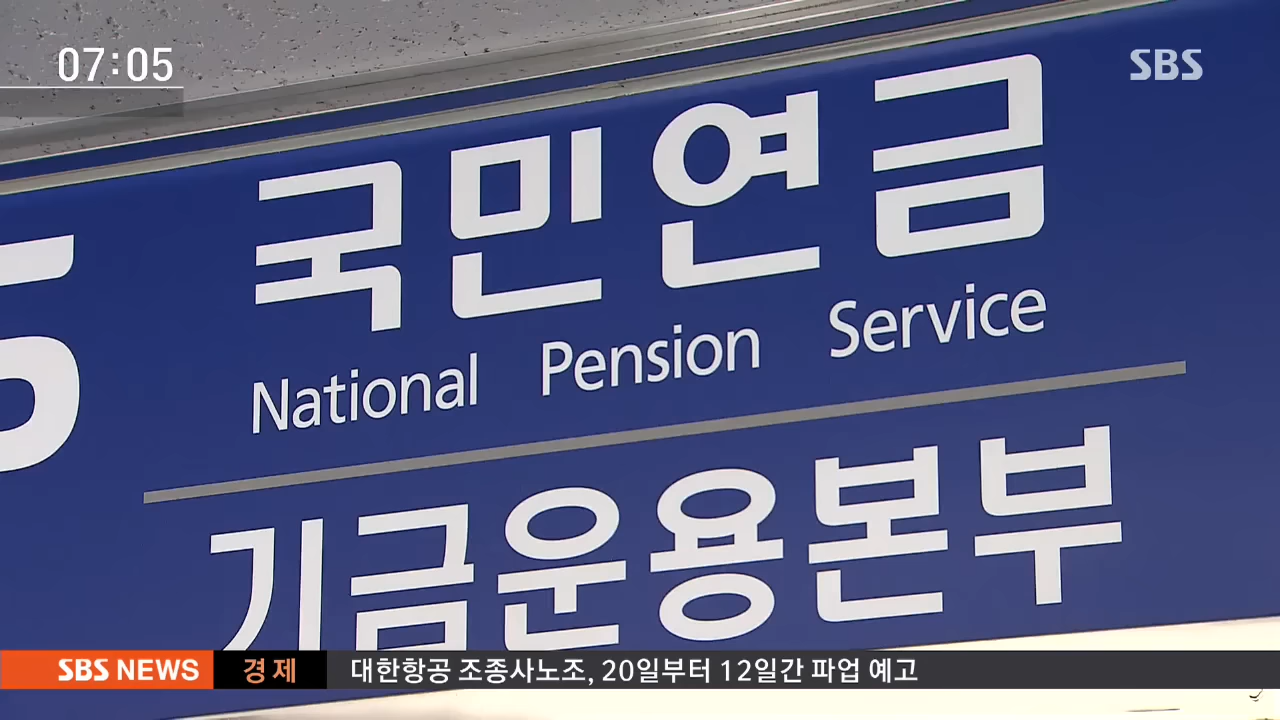 07:05
SBS
5
국민연금
National Pension Service
기금운용본부
SBS NEWS 경제 대한항공 조종사노조, 20일부터 12일간 파업 예고